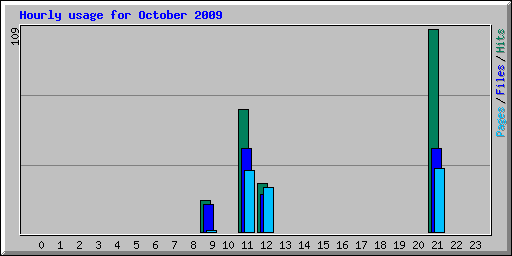 Hourly usage for October 2009
109
Pages/Files/Hits
0 1 2 3 4 5 6 7 8 9 10 11 12 13 14 15 16 17 18 19 20 21 22 23